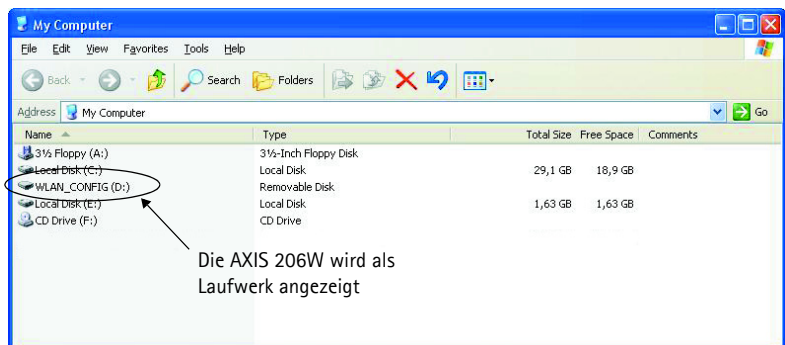 My Computer
File Edit View Favorites Tools Help
Back Search Folders
Address My Computer Go
Name Type Total Size Free Space Comments
3½ Floppy (A:) 3½-Inch Floppy Disk
Local Disk (C:) Local Disk 29,1 GB 18,9 GB
WLAN_CONFIG (D:) Removable Disk
Local Disk (E:) Local Disk 1,63 GB 1,63 GB
CD Drive (F:) CD Drive
Die AXIS 206W wird als
Laufwerk angezeigt